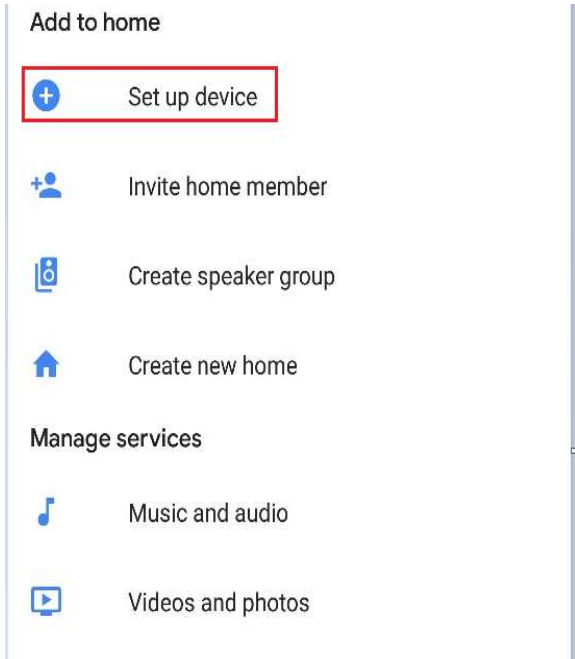 Add to home
Set up device
Invite home member
Create speaker group
Create new home
Manage services
Music and audio
Videos and photos